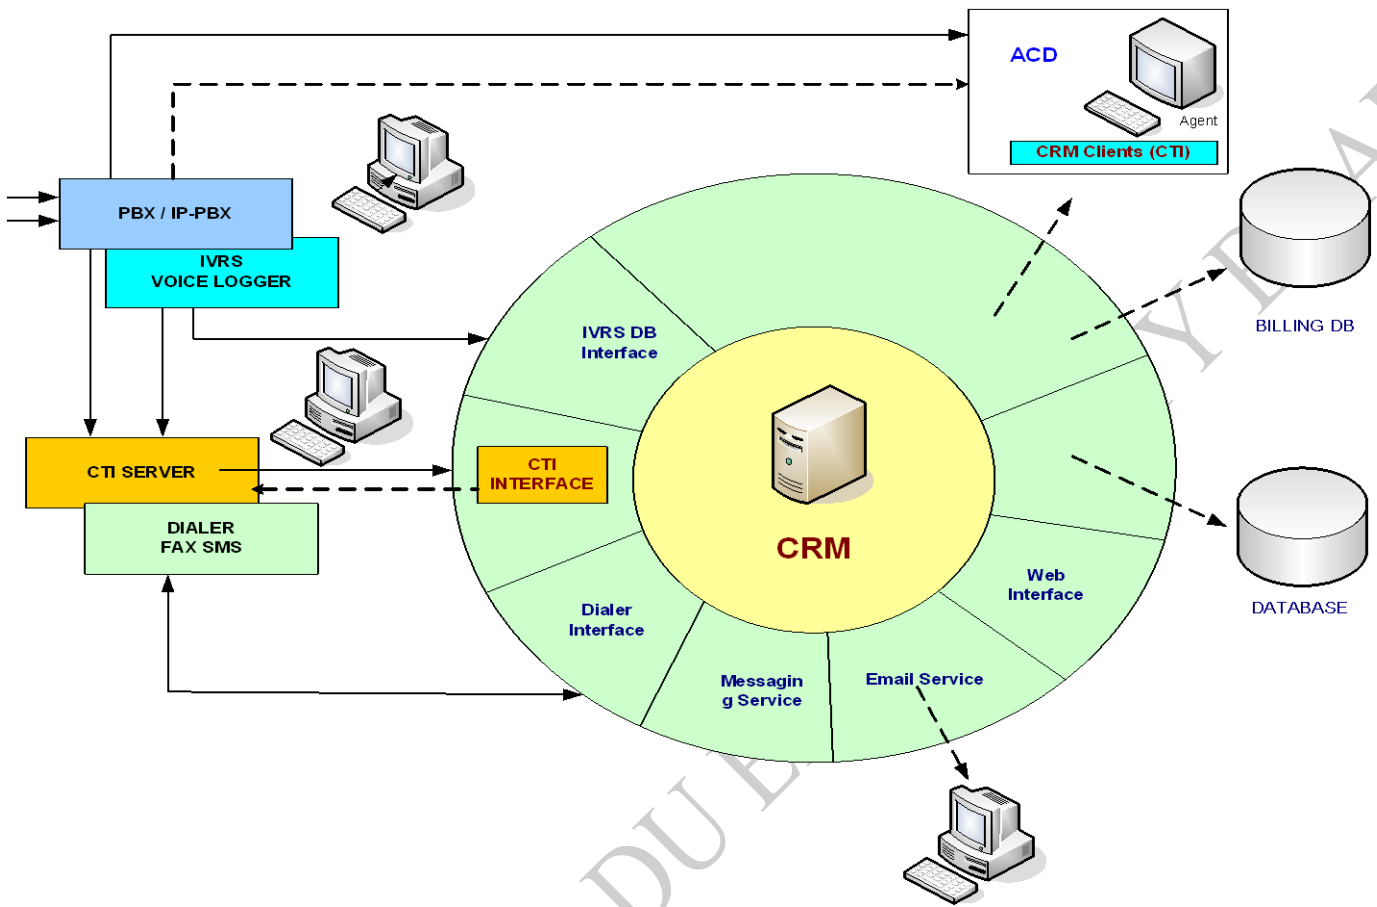 ACD
Agent
CRM Clients (CTI)
PBX / IP-PBX
IVRS
VOICE LOGGER
BILLING DB
IVRS DB
Interface
CTI SERVER
CTI
INTERFACE
DIALER
FAX SMS
CRM
DATABASE
Web
Interface
Dialer
Interface
Messagin
g Service
Email Service